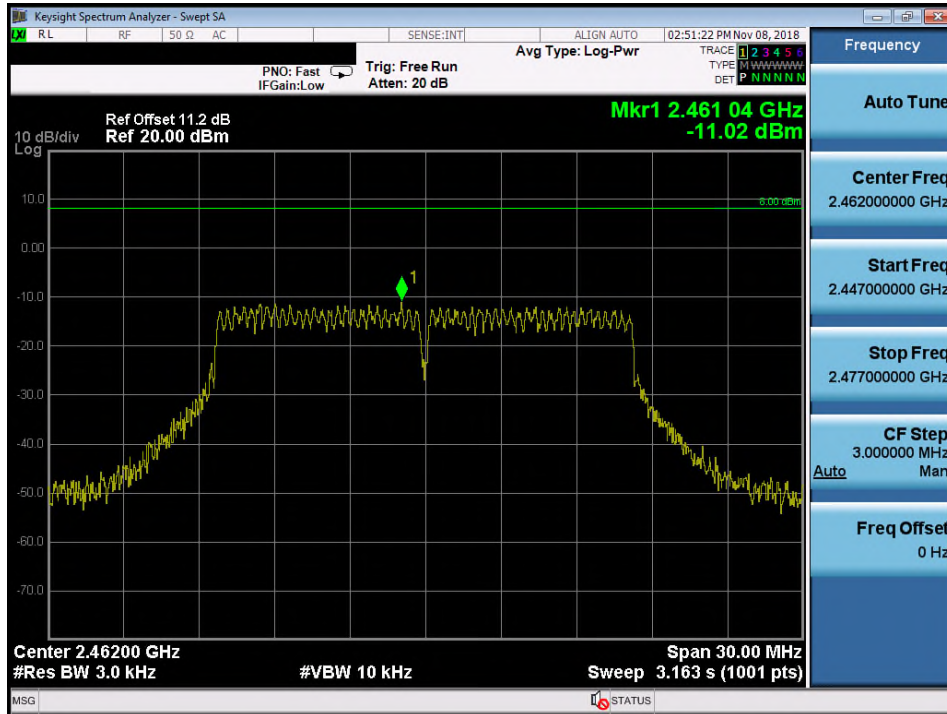 Keysight Spectrum Analyzer - Swept SA
LXI RL RF 50 Ω AC SENSE:INT ALIGN AUTO 02:51:22 PM Nov 08, 2018
Avg Type: Log-Pwr TRACE 1 2 3 4 5 6
PNO: Fast Trig: Free Run TYPE M WWWWW
IFGain:Low Atten: 20 dB DET P N N N N N
Mkr1 2.461 04 GHz
Ref Offset 11.2 dB
-11.02 dBm
10 dB/div Ref 20.00 dBm
Log
10.0
0.00
1
-10.0
-20.0
-30.0
-40.0
-50.0
-60.0
-70.0
Center 2.46200 GHz Span 30.00 MHz
#Res BW 3.0 kHz #VBW 10 kHz Sweep 3.163 s (1001 pts)
MSG STATUS
Frequency
Auto Tune
Center Freq
2.462000000 GHz
Start Freq
2.447000000 GHz
Stop Freq
2.477000000 GHz
CF Step
3.000000 MHz
Auto Man
Freq Offset
0 Hz